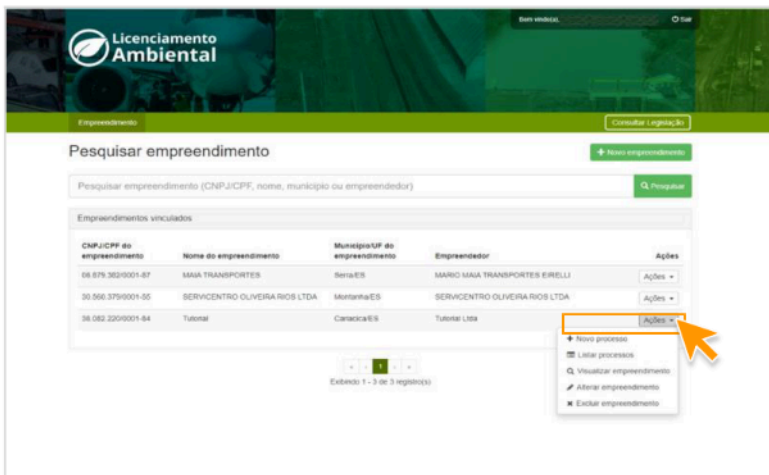 Bem vindo(a),
Sair
Licenciamento
Ambiental
Empreendimento
Consultar Legislação
Pesquisar empreendimento
+ Novo empreendimento
Pesquisar empreendimento (CNPJ/CPF, nome, município ou empreendedor)
Pesquisar
Empreendimentos vinculados
CNPJ/CPF do empreendimento Nome do empreendimento Município/UF do empreendimento Empreendedor Ações
06.879.382/0001-87 MAIA TRANSPORTES Serra/ES MARIO MAIA TRANSPORTES EIRELLI Ações
30.560.379/0001-55 SERVICENTRO OLIVEIRA RIOS LTDA Montanha/ES SERVICENTRO OLIVEIRA RIOS LTDA Ações
36.082.220/0001-84 Tutorial Cariacica/ES Tutorial Ltda Ações
+ Novo processo
Listar processos
Visualizar empreendimento
Alterar empreendimento
Excluir empreendimento
« ‹ 1 › »
Exibindo 1 - 3 de 3 registro(s)